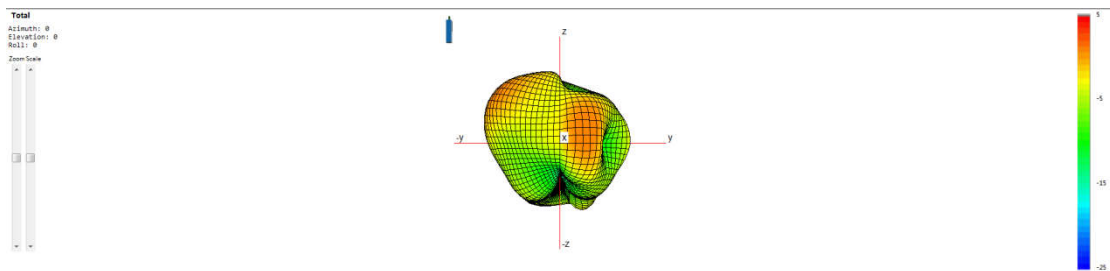 Total
Azimuth: 0
Elevation: 0
Roll: 0
Zoom Scale
z
-y
x
y
-z
5
-5
-15
-25